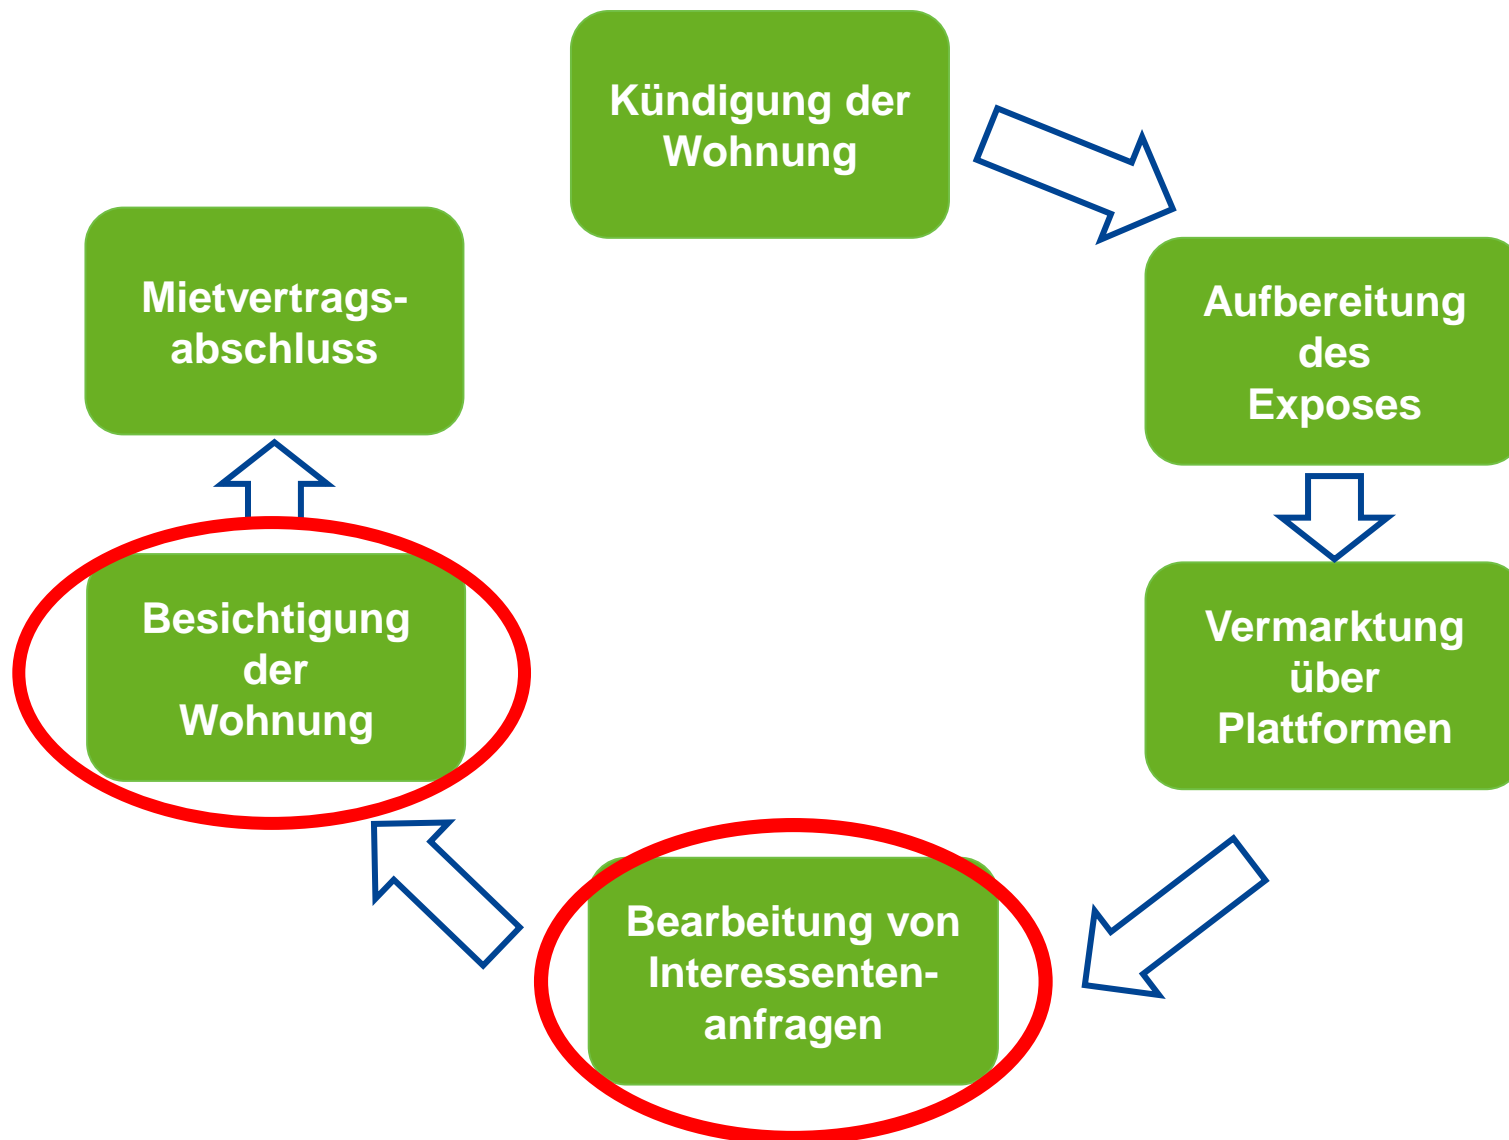 Kündigung der
Wohnung
Aufbereitung
des
Exposes
Vermarktung
über
Plattformen
Bearbeitung von
Interessenten-
anfragen
Besichtigung
der
Wohnung
Mietvertrags-
abschluss